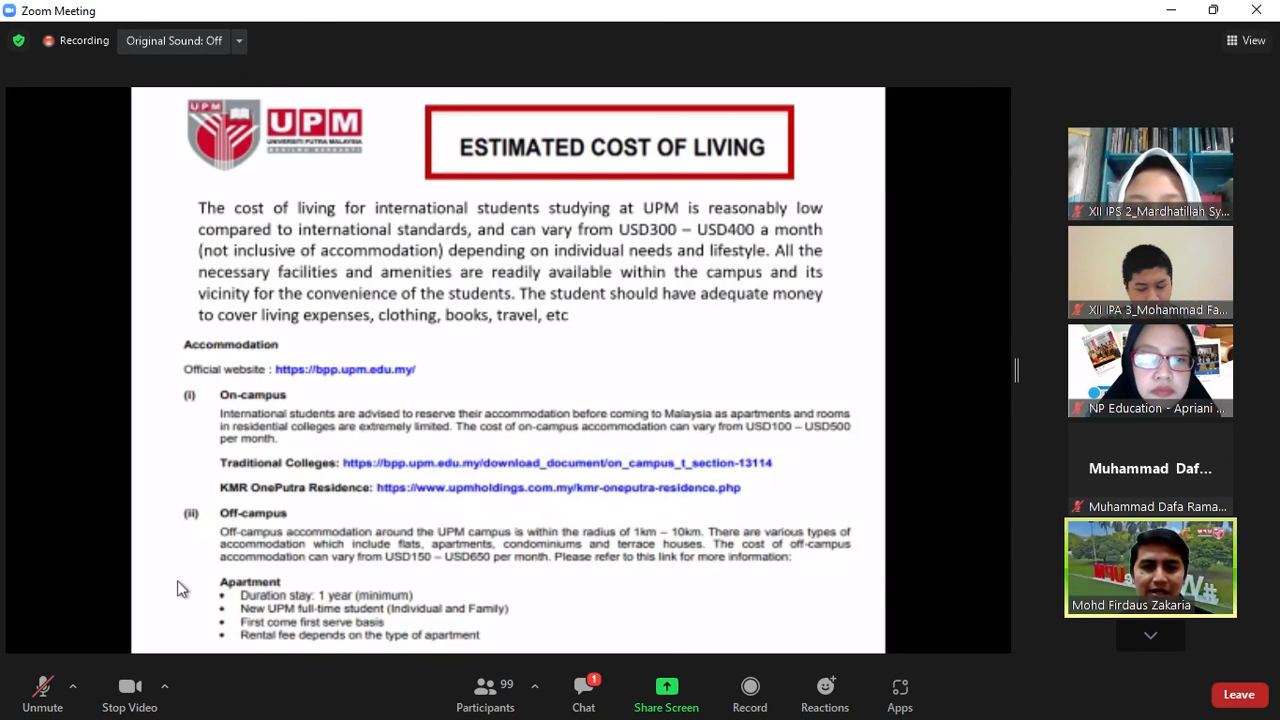 Zoom Meeting
Recording
Original Sound: Off
View
UPM
UPM
UNIVERSITI PUTRA MALAYSIA
ESTIMATED COST OF LIVING
The cost of living for international students studying at UPM is reasonably low
compared to international standards, and can vary from USD300 – USD400 a month
(not inclusive of accommodation) depending on individual needs and lifestyle. All the
necessary facilities and amenities are readily available within the campus and its
vicinity for the convenience of the students. The student should have adequate money
to cover living expenses, clothing, books, travel, etc
Accommodation
Official website : https://bpp.upm.edu.my/
(i) On-campus
International students are advised to reserve their accommodation before coming to Malaysia as apartments and rooms
in residential colleges are extremely limited. The cost of on-campus accommodation can vary from USD100 – USD500
per month.
Traditional Colleges: https://bpp.upm.edu.my/download_document/on_campus_t_section-13114
KMR OnePutra Residence: https://www.upmholdings.com.my/kmr-oneputra-residence.php
(ii) Off-campus
Off-campus accommodation around the UPM campus is within the radius of 1km – 10km. There are various types of
accommodation which include flats, apartments, condominiums and terrace houses. The cost of off-campus
accommodation can vary from USD150 – USD650 per month. Please refer to this link for more information:
Apartment
• Duration stay: 1 year (minimum)
• New UPM full-time student (Individual and Family)
• First come first serve basis
• Rental fee depends on the type of apartment
XII IPS 2_Mardhatillah Sy...
XII IPA 3_Mohammad Fa...
NP Education - Apriani ...
Muhammad Daf...
Muhammad Dafa Rama...
Mohd Firdaus Zakaria
Unmute
Stop Video
99
Participants
1
Chat
Share Screen
Record
Reactions
Apps
Leave